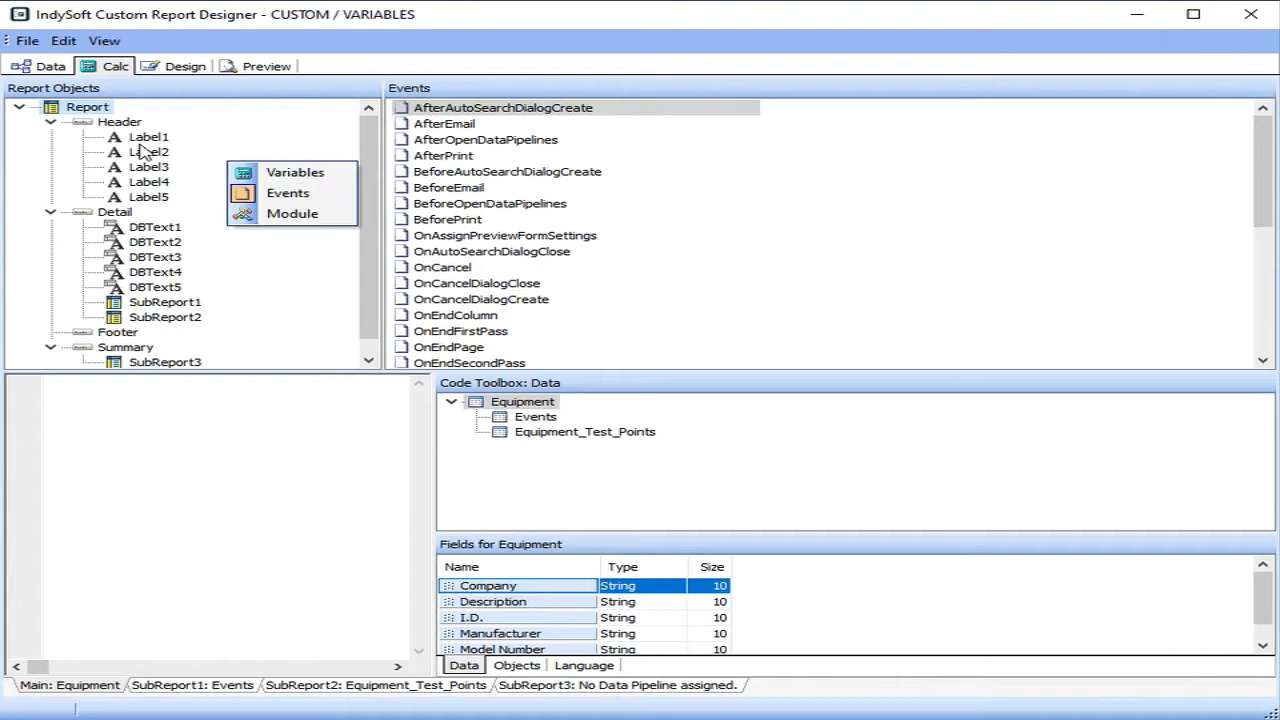 IndySoft Custom Report Designer - CUSTOM / VARIABLES
File Edit View
Data Calc Design Preview
Report Objects
Report
Header
Label1
Label2
Label3
Label4
Label5
Detail
DBText1
DBText2
DBText3
DBText4
DBText5
SubReport1
SubReport2
Footer
Summary
SubReport3
Variables
Events
Module
Events
AfterAutoSearchDialogCreate
AfterEmail
AfterOpenDataPipelines
AfterPrint
BeforeAutoSearchDialogCreate
BeforeEmail
BeforeOpenDataPipelines
BeforePrint
OnAssignPreviewFormSettings
OnAutoSearchDialogClose
OnCancel
OnCancelDialogClose
OnCancelDialogCreate
OnEndColumn
OnEndFirstPass
OnEndPage
OnEndSecondPass
Code Toolbox: Data
Equipment
Events
Equipment_Test_Points
Fields for Equipment
Name Type Size
Company String 10
Description String 10
I.D. String 10
Manufacturer String 10
Model Number String 10
Data Objects Language
Main: Equipment SubReport1: Events SubReport2: Equipment_Test_Points SubReport3: No Data Pipeline assigned.